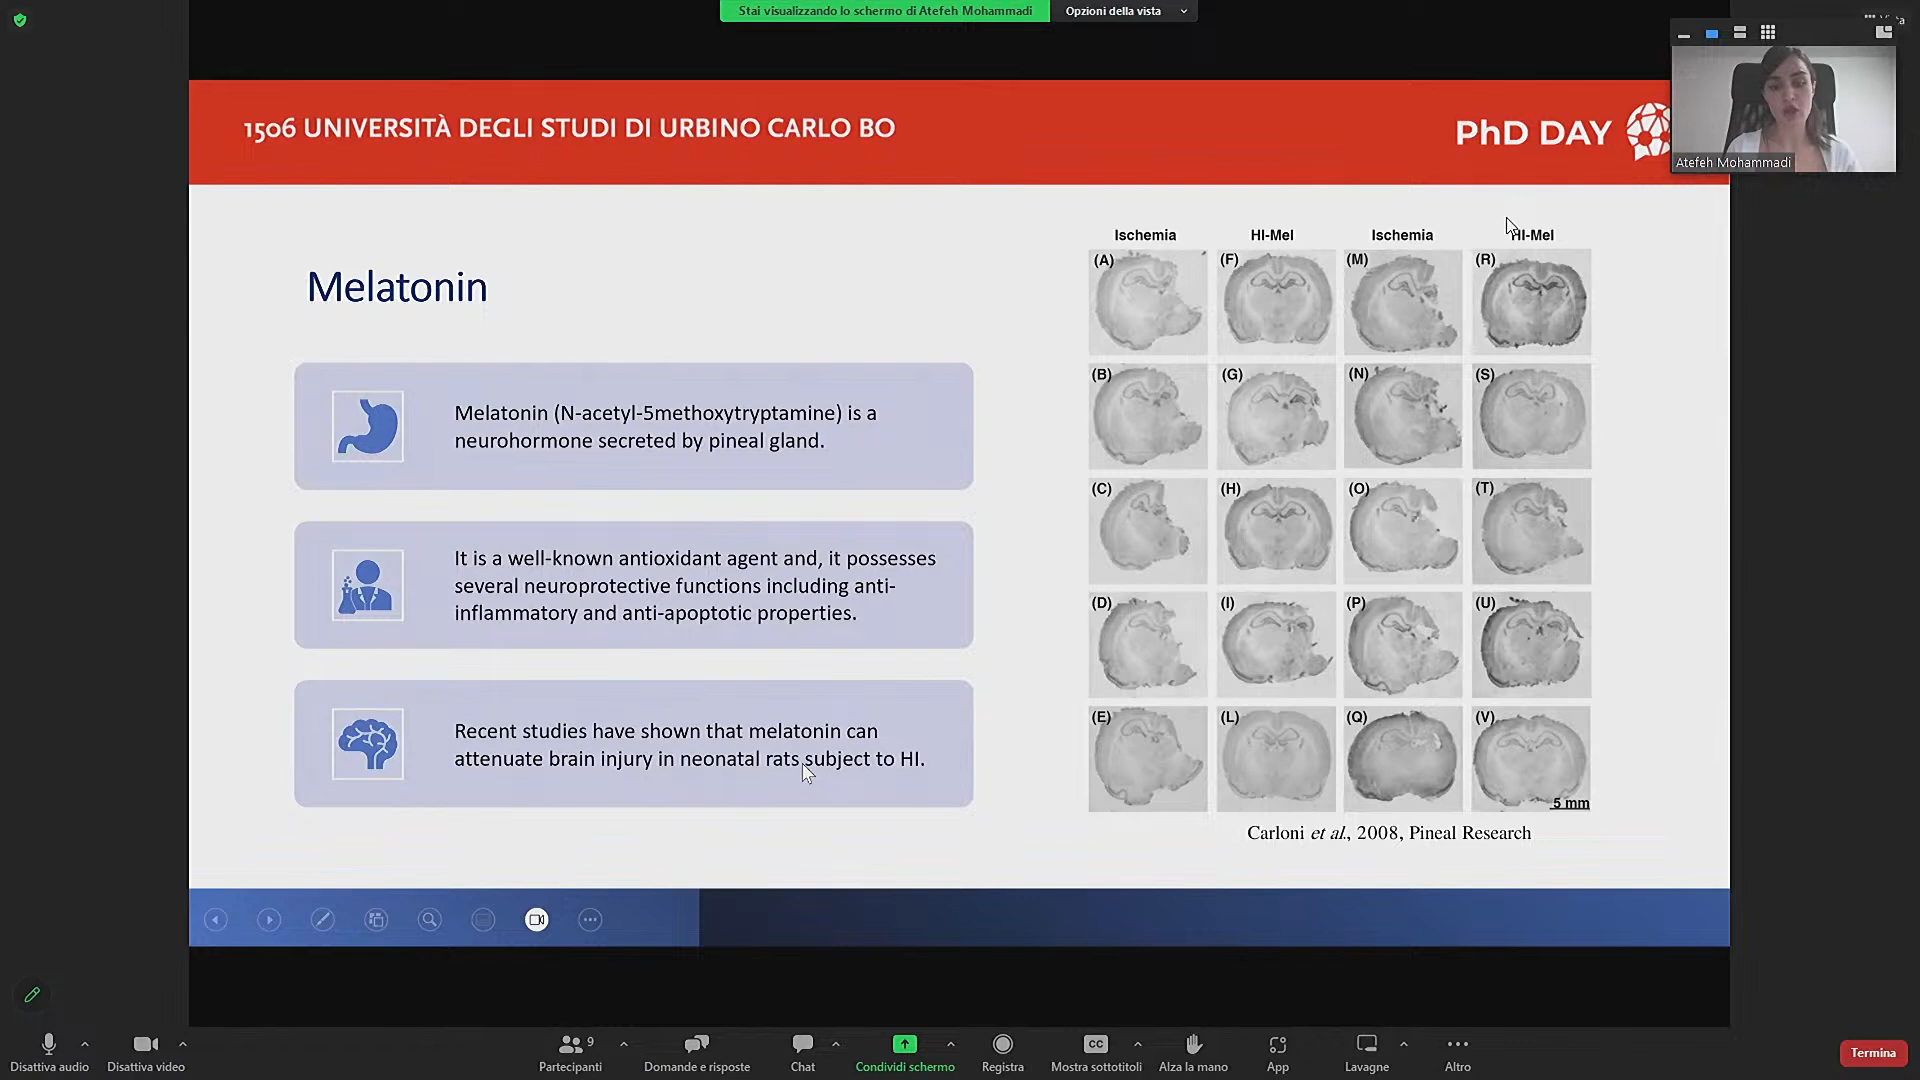 Stai visualizzando lo schermo di Atefeh Mohammadi
Opzioni della vista
1506 UNIVERSITÀ DEGLI STUDI DI URBINO CARLO BO
PhD DAY
Atefeh Mohammadi
Melatonin
Melatonin (N-acetyl-5methoxytryptamine) is a
neurohormone secreted by pineal gland.
It is a well-known antioxidant agent and, it possesses
several neuroprotective functions including anti-
inflammatory and anti-apoptotic properties.
Recent studies have shown that melatonin can
attenuate brain injury in neonatal rats subject to HI.
Ischemia HI-Mel Ischemia HI-Mel
(A) (F) (M) (R)
(B) (G) (N) (S)
(C) (H) (O) (T)
(D) (I) (P) (U)
(E) (L) (Q) (V)
5 mm
Carloni et al., 2008, Pineal Research
Disattiva audio
Disattiva video
9
Partecipanti
Domande e risposte
Chat
Condividi schermo
Registra
CC
Mostra sottotitoli
Alza la mano
App
Lavagne
Altro
Termina